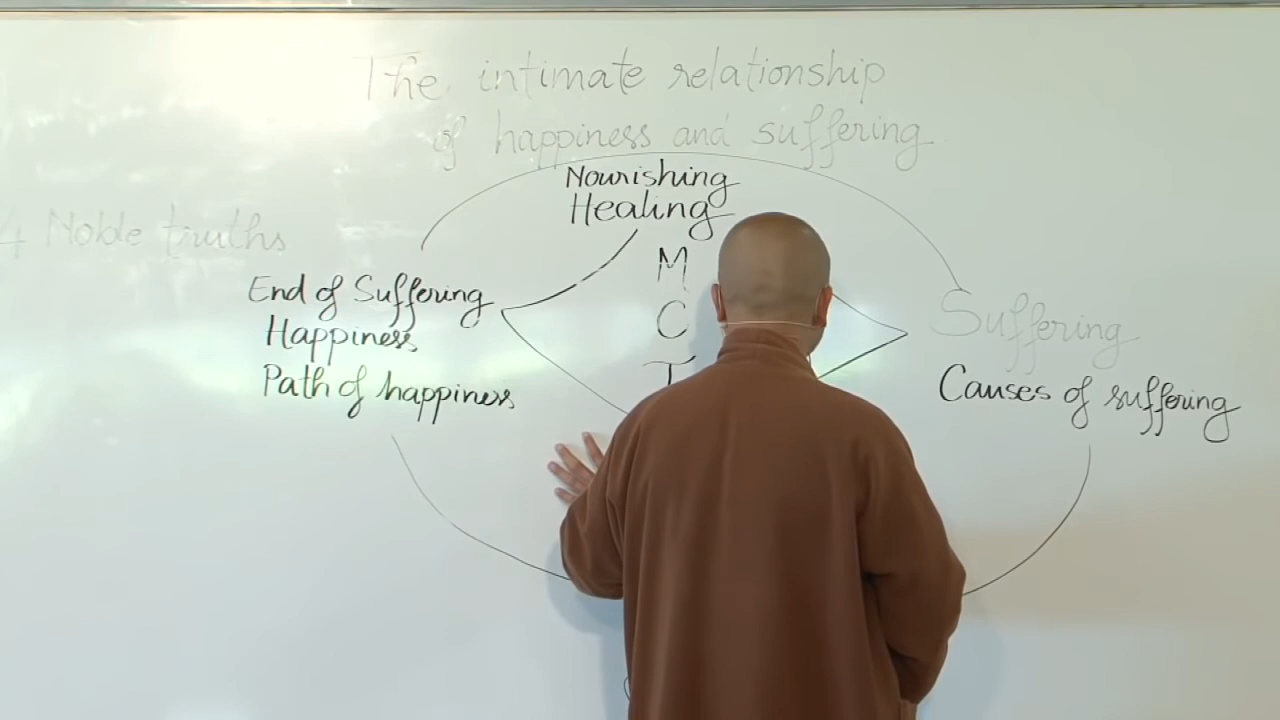 The intimate relationship
of happiness and suffering
4 Noble truths
Nourishing
Healing
M
C
T
End of Suffering
Happiness
Path of happiness
Suffering
Causes of suffering